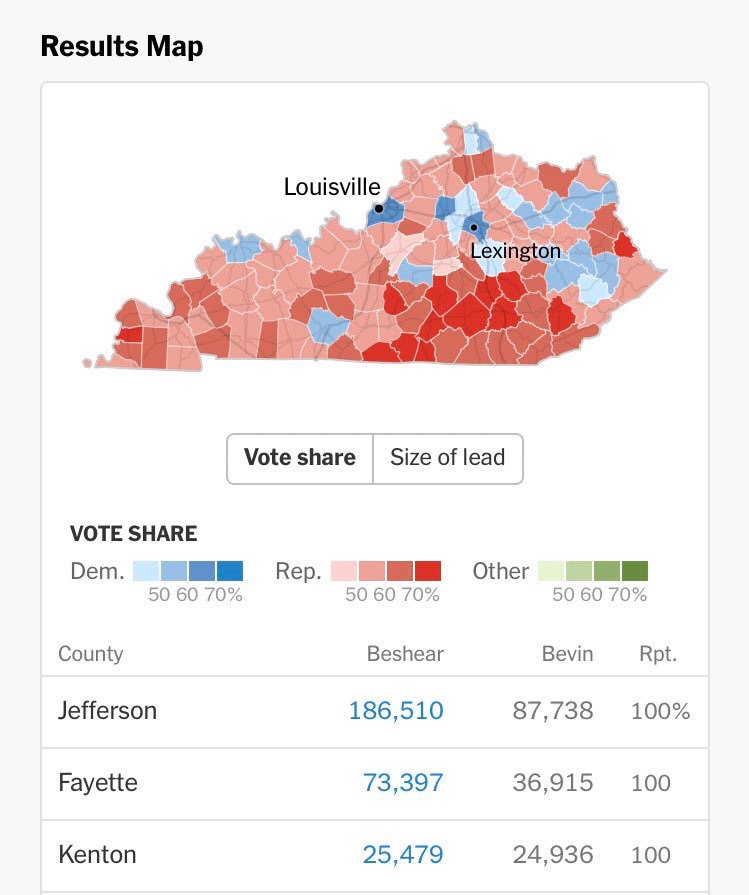 Results Map
Louisville
Lexington
Vote share Size of lead
VOTE SHARE
Dem. Rep. Other
50 60 70% 50 60 70% 50 60 70%
County Beshear Bevin Rpt.
Jefferson 186,510 87,738 100%
Fayette 73,397 36,915 100
Kenton 25,479 24,936 100